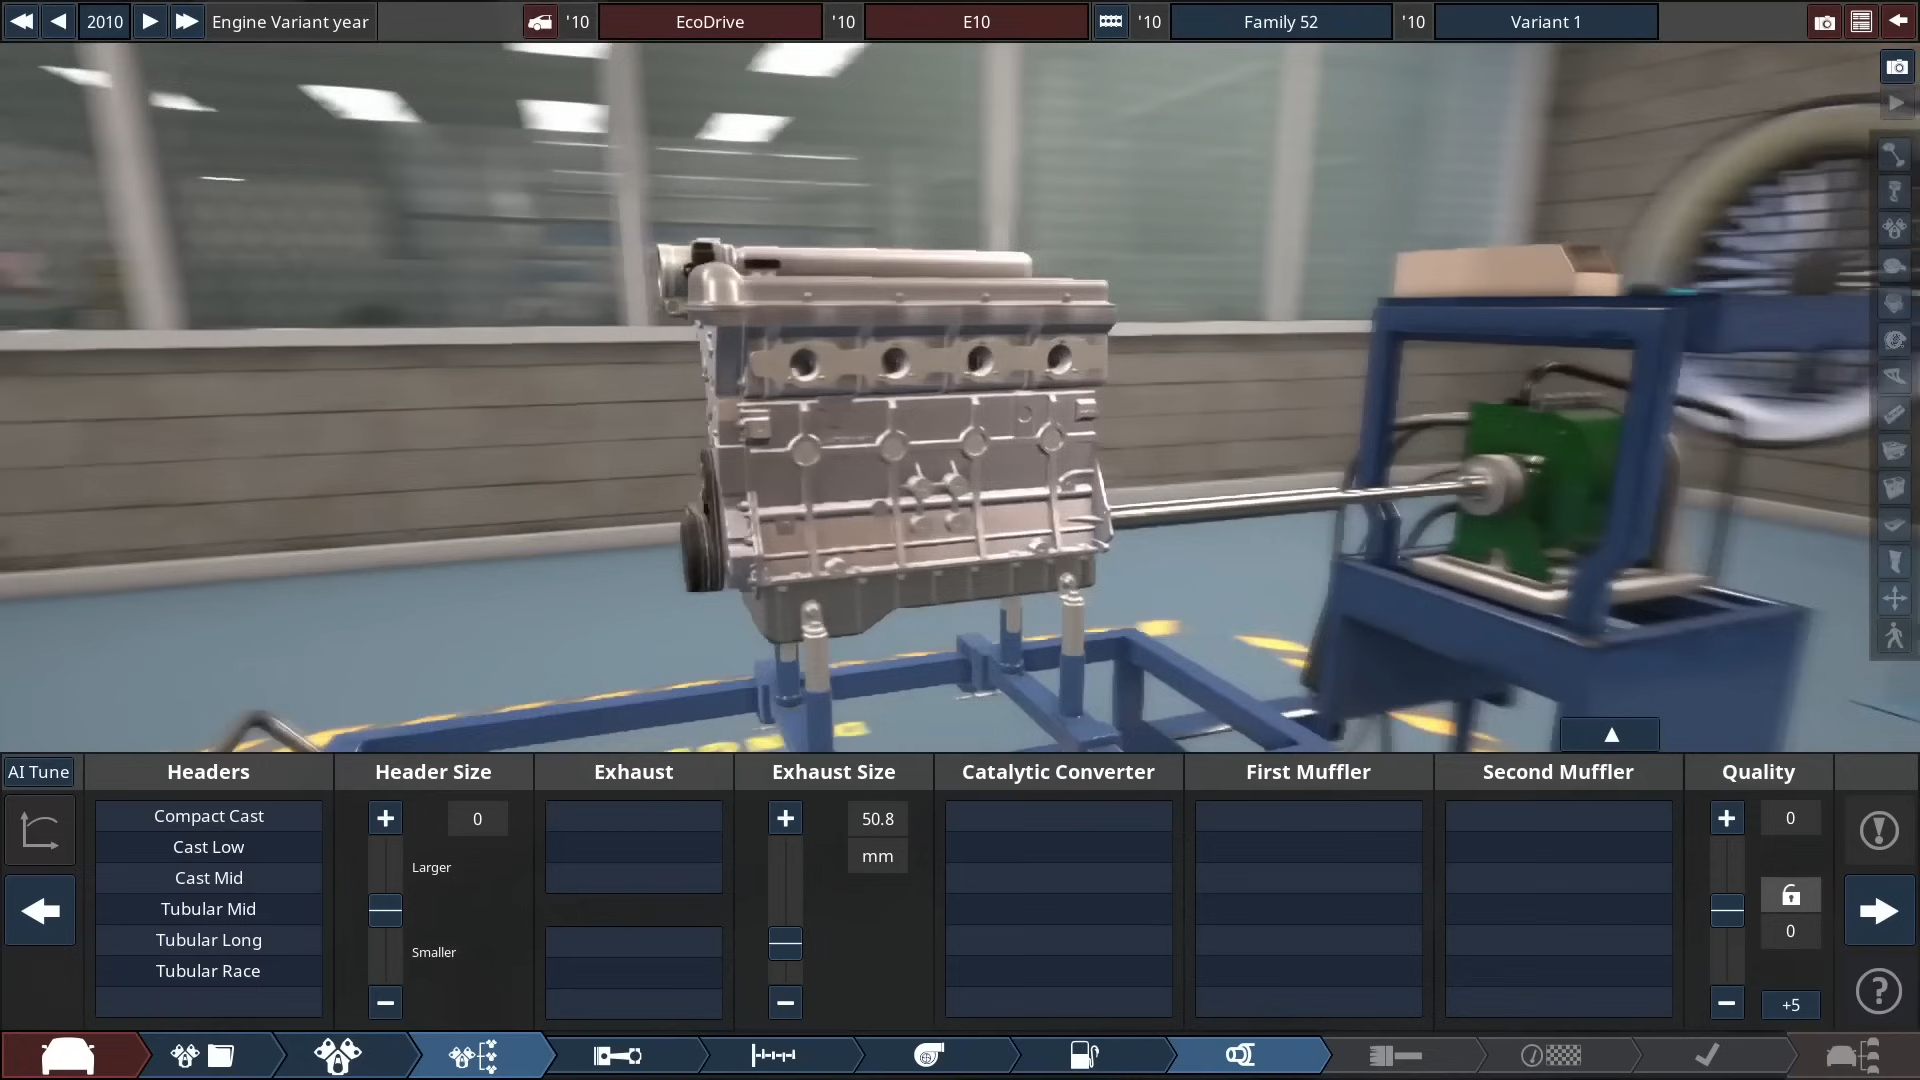 2010 Engine Variant year '10 EcoDrive '10 E10 '10 Family 52 '10 Variant 1
AI Tune Headers Header Size Exhaust Exhaust Size Catalytic Converter First Muffler Second Muffler Quality
Compact Cast
Cast Low
Cast Mid
Tubular Mid
Tubular Long
Tubular Race
0
Larger
Smaller
50.8
mm
0
0
+5